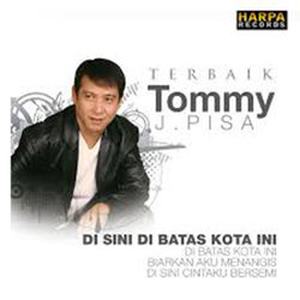 HARPA
RECORDS
TERBAIK
Tommy
J. PISA
DI SINI DI BATAS KOTA INI
DI BATAS KOTA INI
BIARKAN AKU MENANGIS
DI SINI CINTAKU BERSEMI